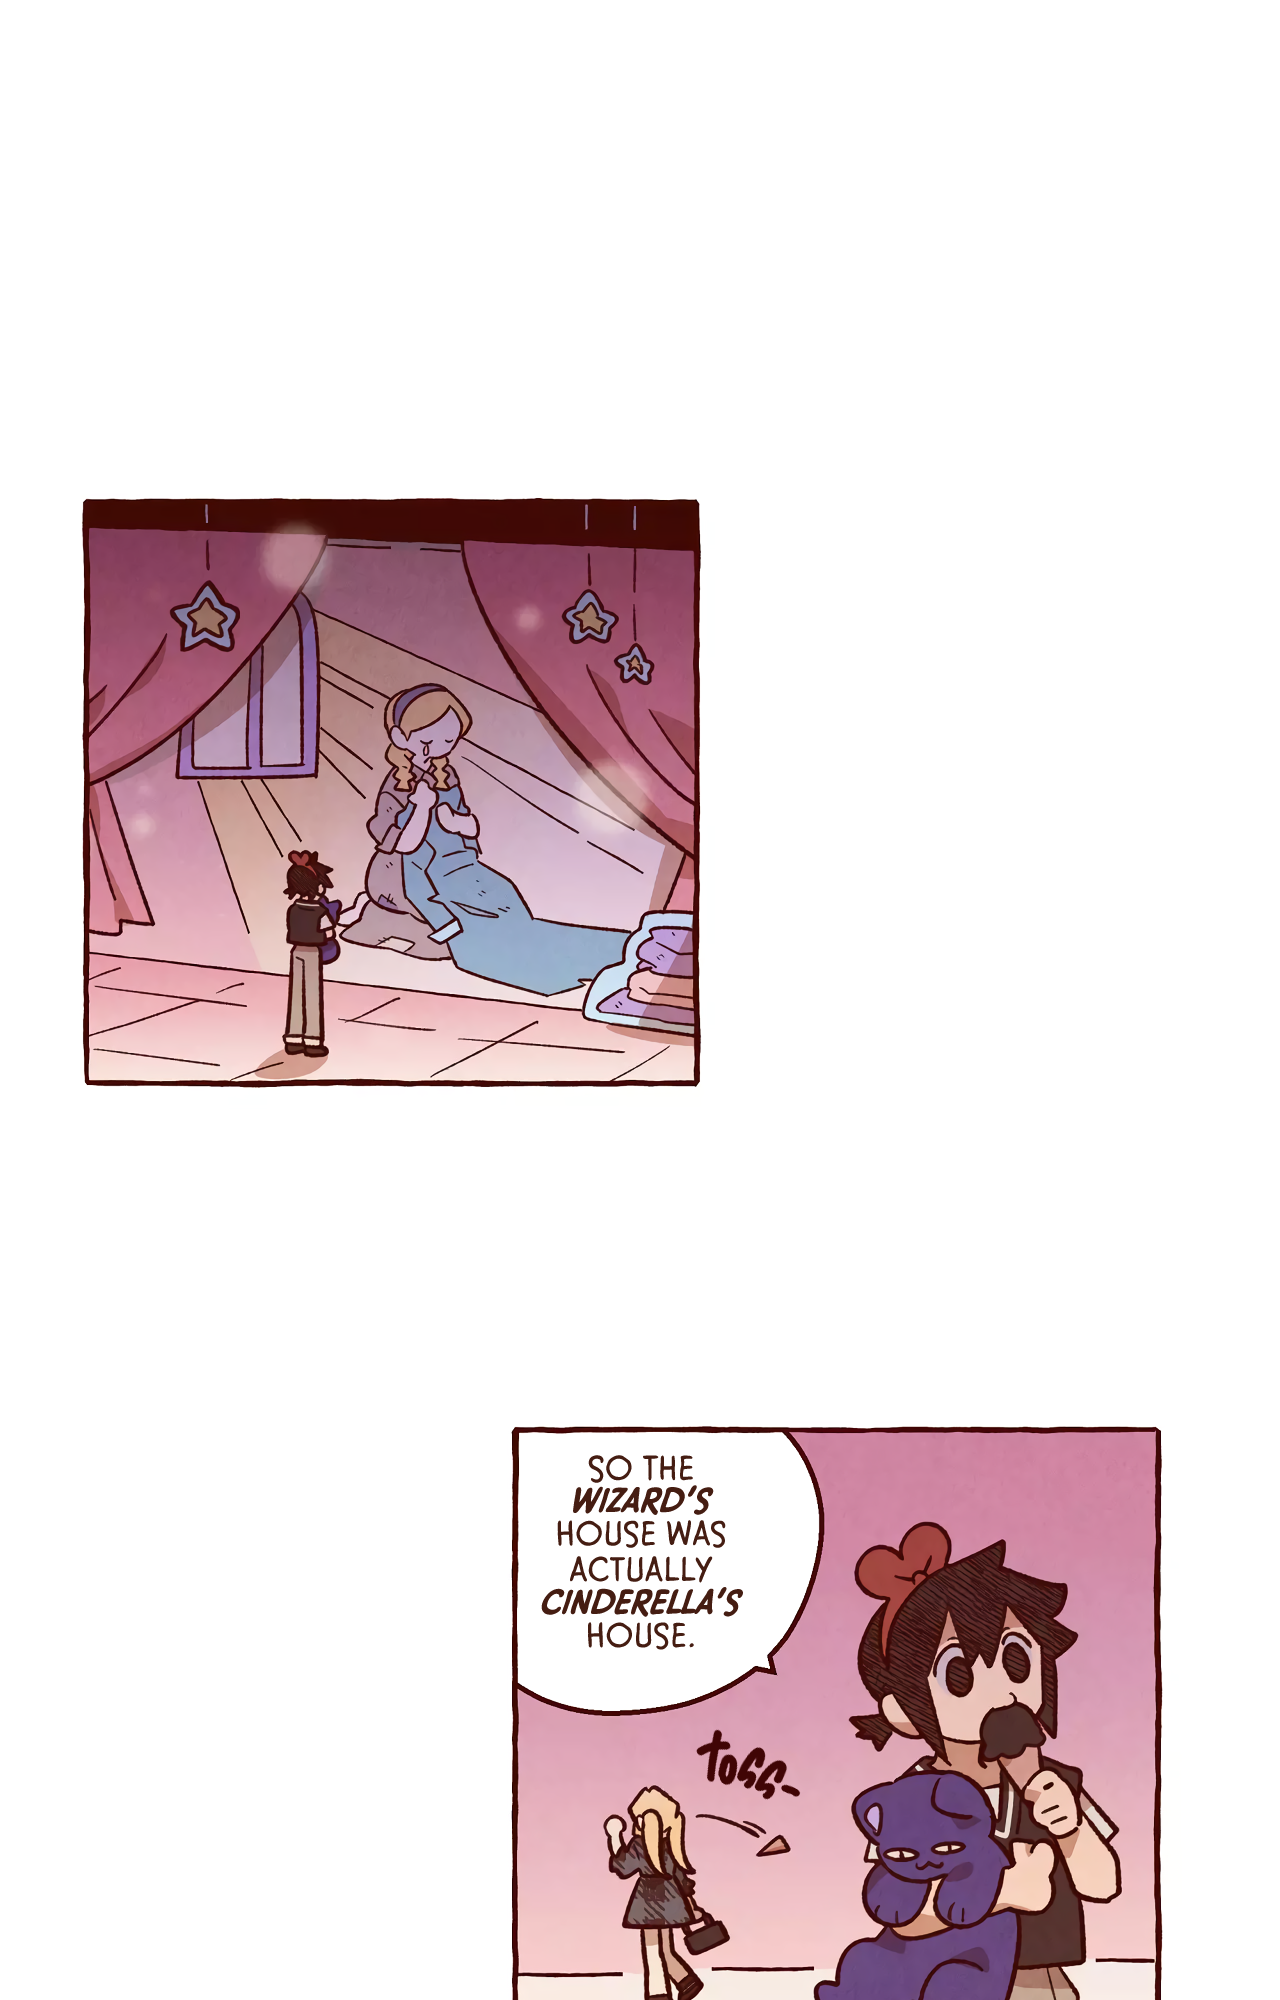 SO THE
WIZARD'S
HOUSE WAS
ACTUALLY
CINDERELLA'S
HOUSE.
toss-